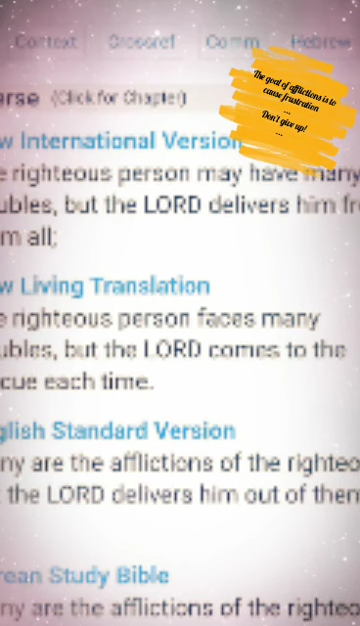 Context Crossref Comm Hebrew
The goal of afflictions is to
cause frustration
...
Don't give up!
...
erse (Click for Chapter)
w International Version
e righteous person may have many
ubles, but the LORD delivers him fr
m all;
w Living Translation
e righteous person faces many
ubles, but the LORD comes to the
cue each time.
glish Standard Version
ny are the afflictions of the righteo
t the LORD delivers him out of them
rean Study Bible
ny are the afflictions of the righteo